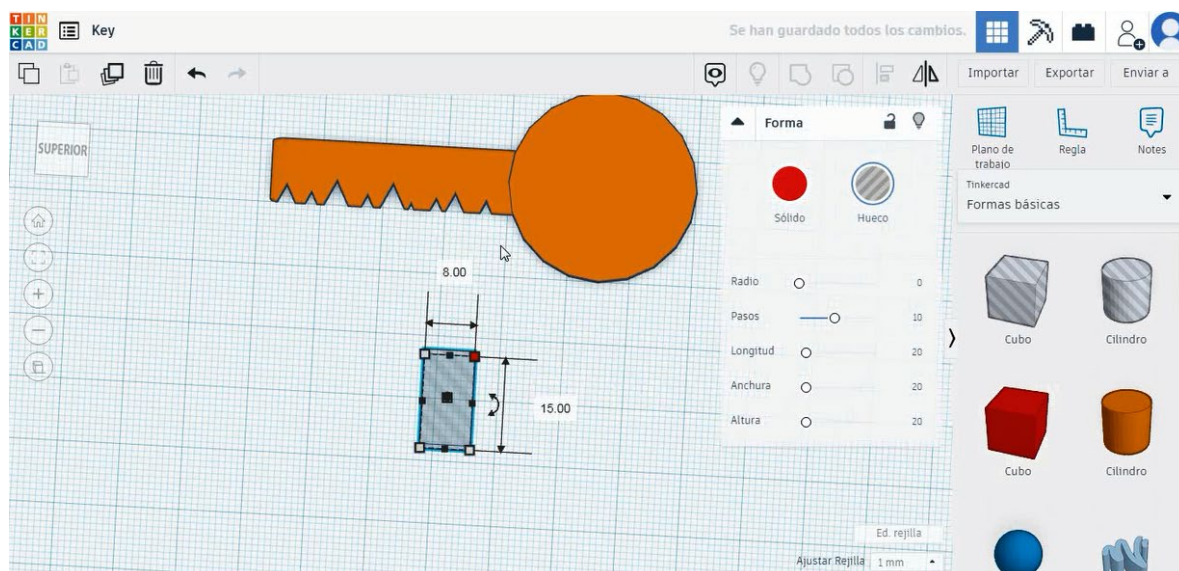 TIN
KER
CAD
Key
Se han guardado todos los cambios.
Importar
Exportar
Enviar a
SUPERIOR
Forma
Sólido
Hueco
Radio
0
Pasos
10
Longitud
20
Anchura
20
Altura
20
8.00
15.00
Ed. rejilla
Ajustar Rejilla
1 mm
Plano de
trabajo
Regla
Notes
Tinkercad
Formas básicas
Cubo
Cilindro
Cubo
Cilindro